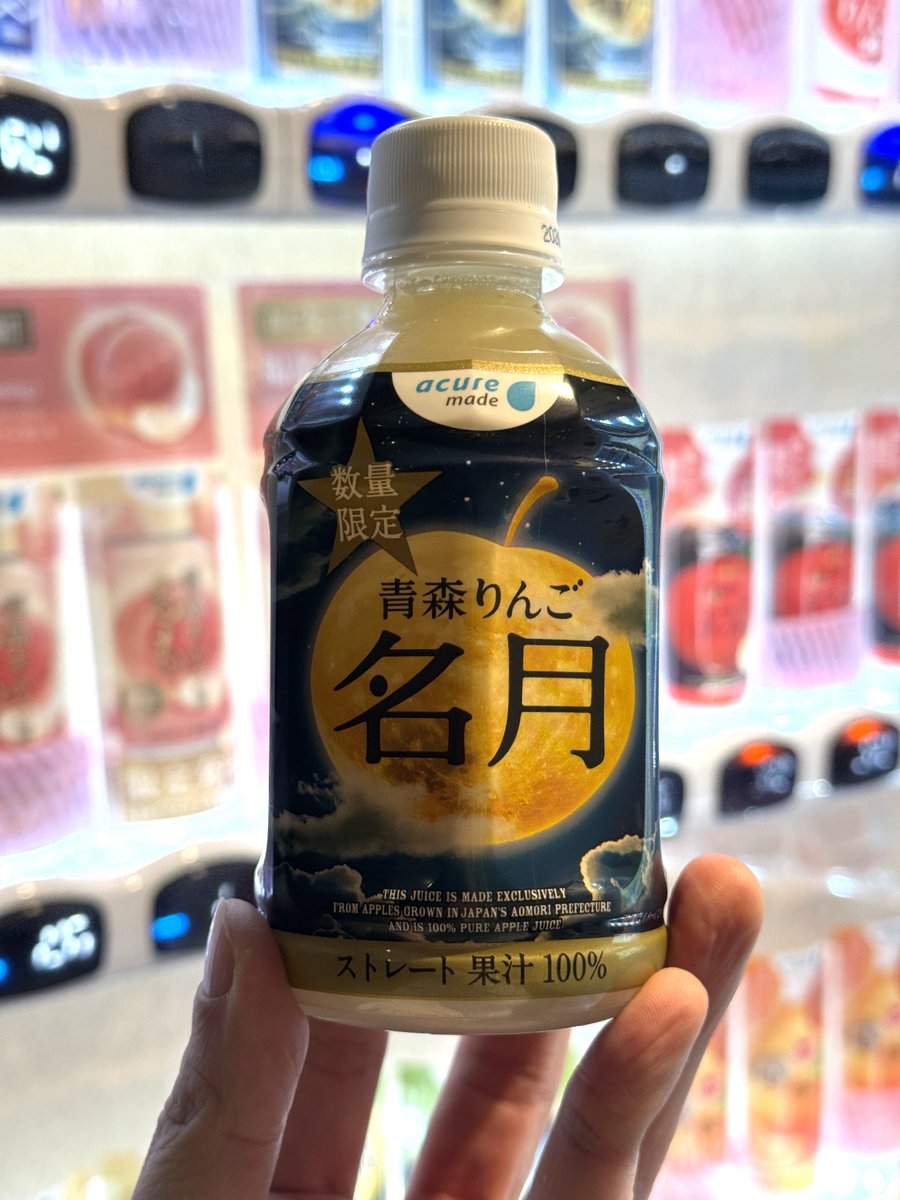 acure
made
数量
限定
青森りんご
名月
THIS JUICE IS MADE EXCLUSIVELY
FROM APPLES GROWN IN JAPAN'S AOMORI PREFECTURE
AND IS 100% PURE APPLE JUICE
ストレート 果汁 100%